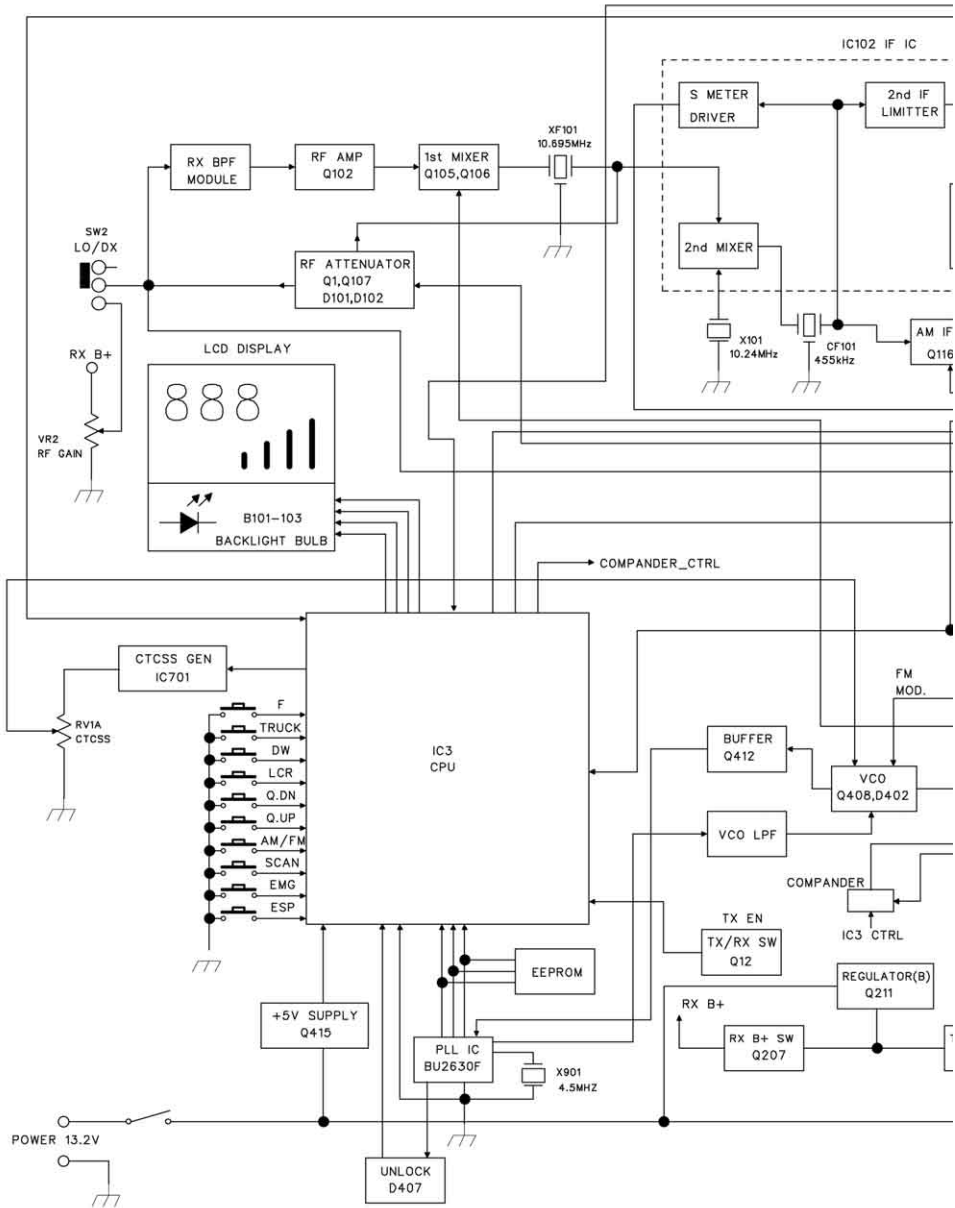 IC102 IF IC
S METER
DRIVER
2nd IF
LIMITTER
XF101
10.695MHz
RX BPF
MODULE
RF AMP
Q102
1st MIXER
Q105,Q106
2nd MIXER
SW2
LO/DX
RF ATTENUATOR
Q1,Q107
D101,D102
X101
10.24MHz
CF101
455kHz
AM IF
Q116
LCD DISPLAY
RX B+
888
VR2
RF GAIN
B101-103
BACKLIGHT BULB
COMPANDER_CTRL
CTCSS GEN
IC701
RV1A
CTCSS
F
TRUCK
DW
LCR
Q.DN
Q.UP
AM/FM
SCAN
EMG
ESP
IC3
CPU
FM
MOD.
BUFFER
Q412
VCO
Q408,D402
VCO LPF
COMPANDER
IC3 CTRL
TX EN
TX/RX SW
Q12
EEPROM
REGULATOR(B)
Q211
RX B+
RX B+ SW
Q207
T
+5V SUPPLY
Q415
PLL IC
BU2630F
X901
4.5MHZ
POWER 13.2V
UNLOCK
D407